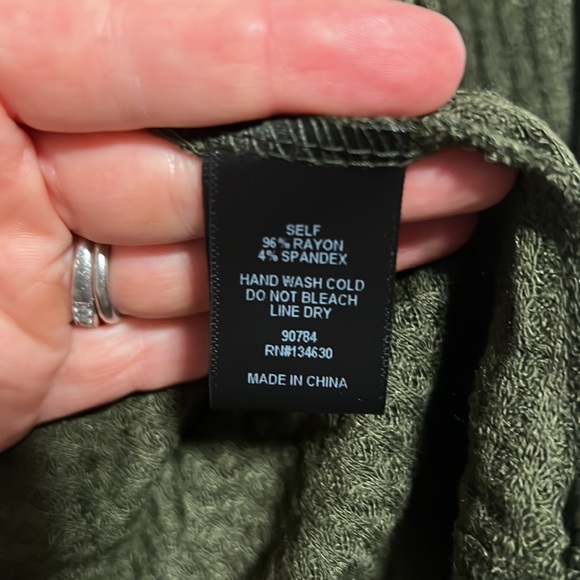 SELF
96% RAYON
4% SPANDEX
HAND WASH COLD
DO NOT BLEACH
LINE DRY
90784
RN#134630
MADE IN CHINA